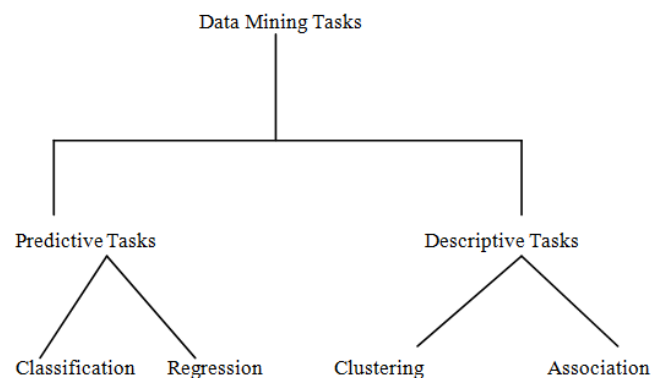 Data Mining Tasks
Predictive Tasks
Descriptive Tasks
Classification
Regression
Clustering
Association